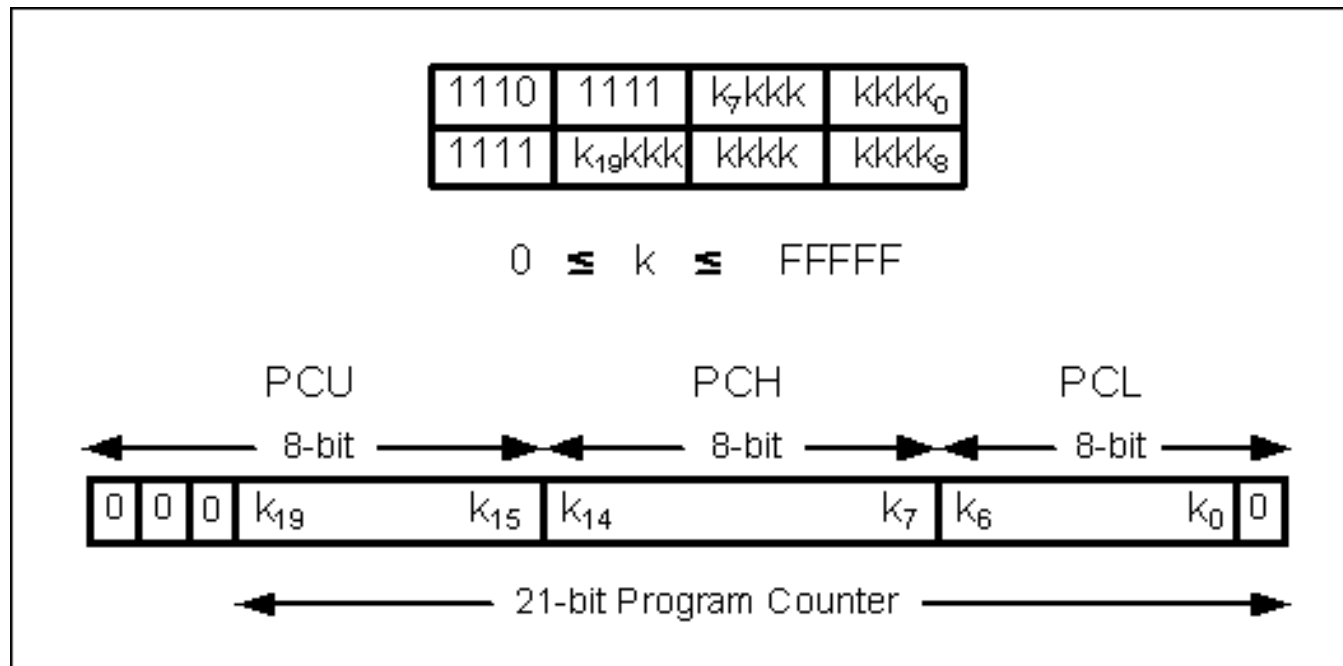 1110 1111 k₇kkk kkkk₀
1111 k₁₉kkk kkkk kkkk₈
0 ≤ k ≤ FFFFF
PCU PCH PCL
8-bit 8-bit 8-bit
0 0 0 k₁₉ k₁₅ k₁₄ k₇ k₆ k₀ 0
21-bit Program Counter